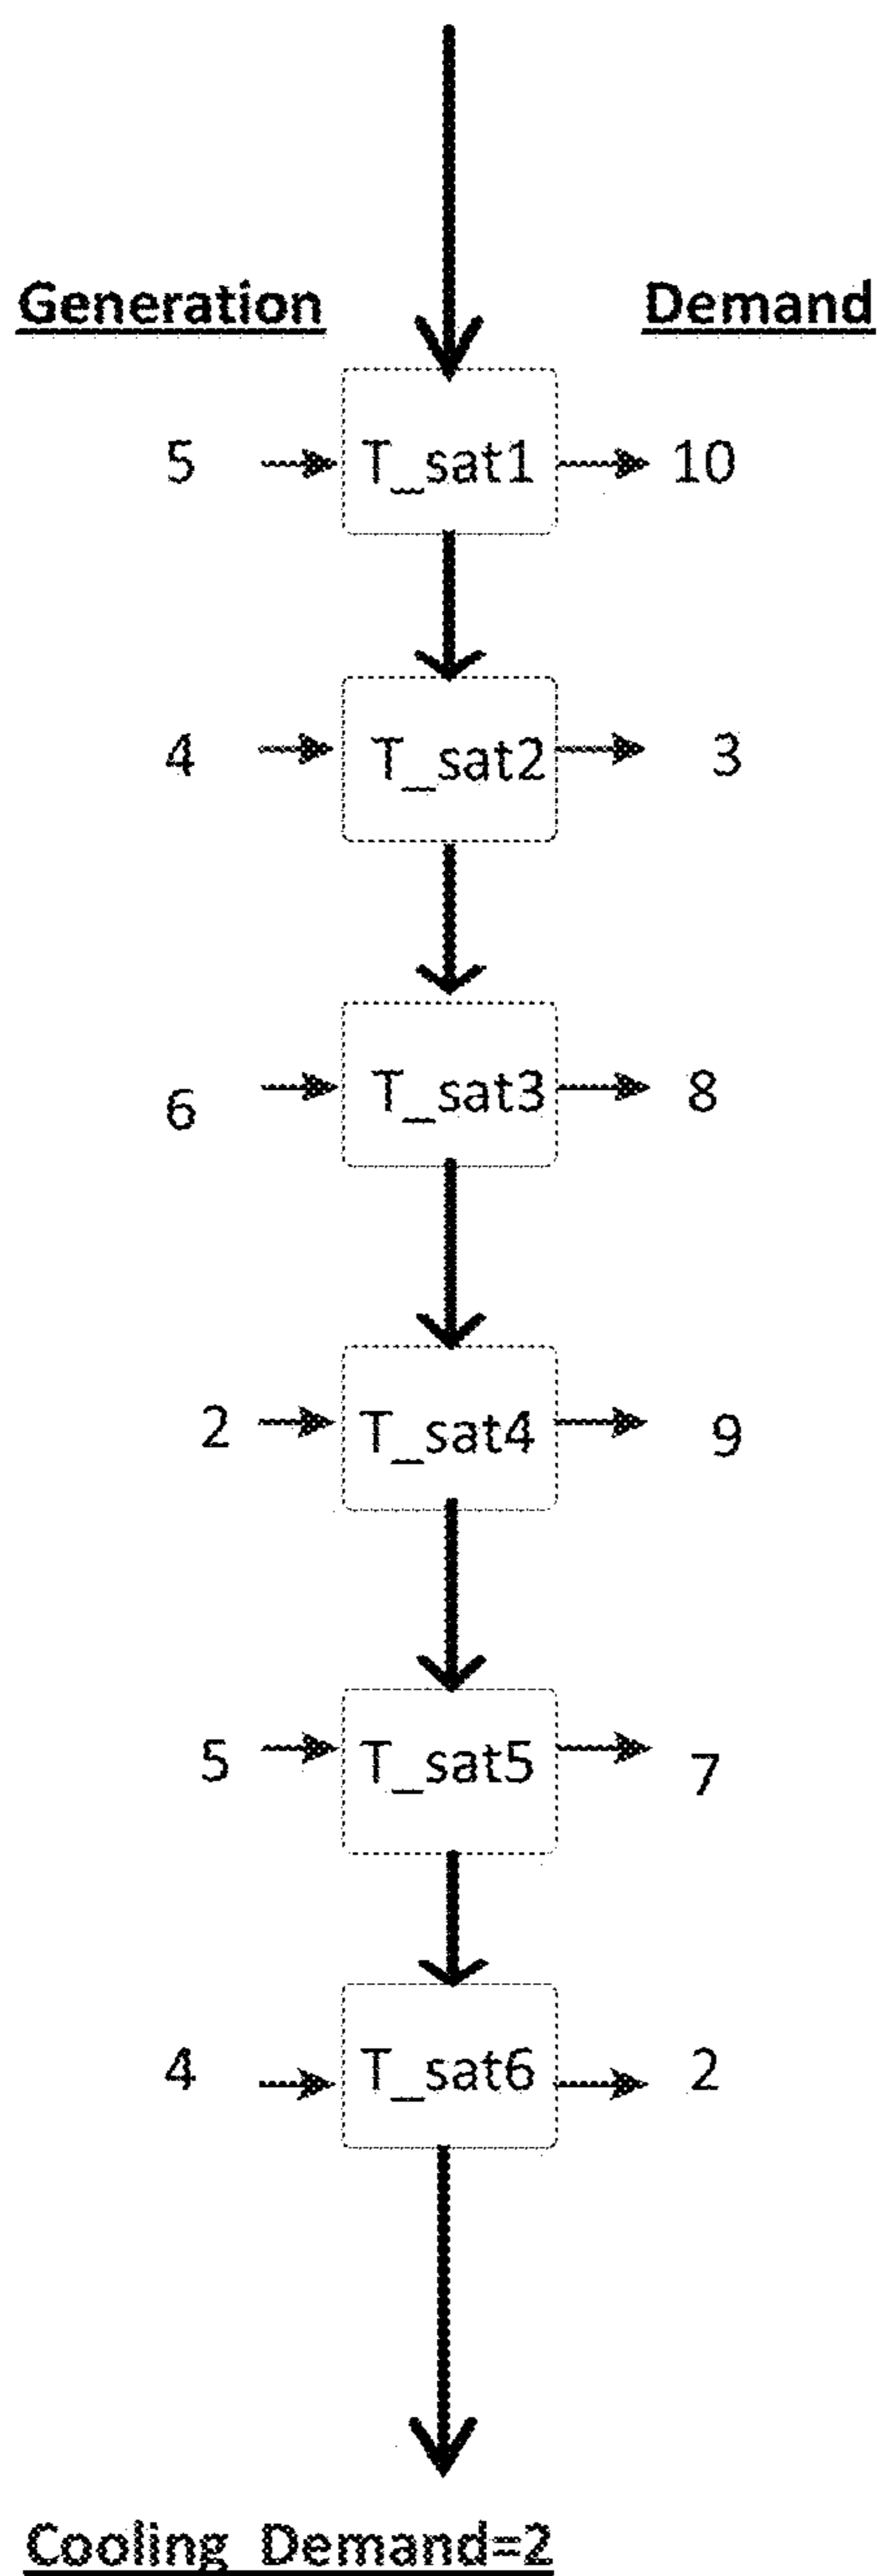 Generation Demand
5 T_sat1 10
4 T_sat2 3
6 T_sat3 8
2 T_sat4 9
5 T_sat5 7
4 T_sat6 2
Cooling Demand=2